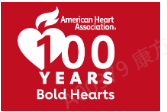 American Heart
Association®
100
YEARS
Bold Hearts